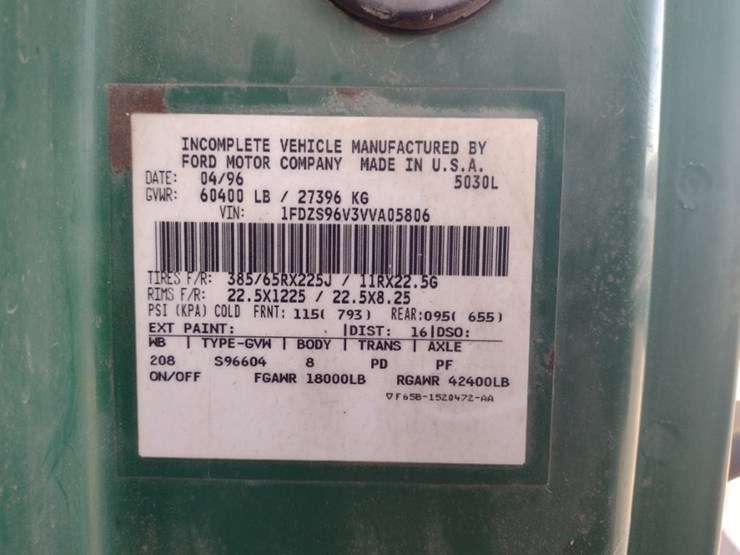 INCOMPLETE VEHICLE MANUFACTURED BY
FORD MOTOR COMPANY MADE IN U.S.A.
DATE: 04/96 5030L
GVWR: 60400 LB / 27396 KG
VIN: 1FDZS96V3VVA05806
TIRES F/R: 385/65RX225J / 11RX22.5G
RIMS F/R: 22.5X1225 / 22.5X8.25
PSI (KPA) COLD FRNT: 115( 793) REAR:095( 655)
EXT PAINT: |DIST: 16|DSO:
WB | TYPE-GVW | BODY | TRANS | AXLE
208 S96604 8 PD PF
ON/OFF FGAWR 18000LB RGAWR 42400LB
▽F65B-1520472-AA